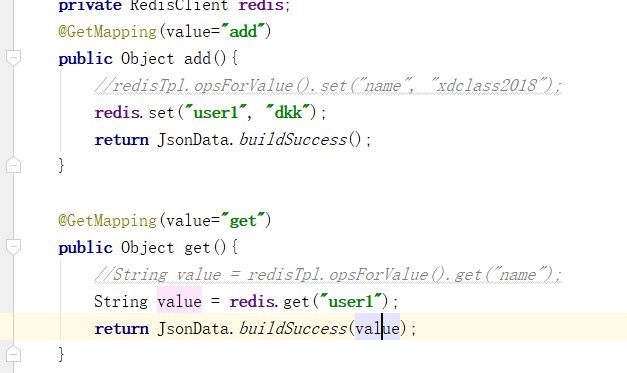 private RedisClient redis;
@GetMapping(value="add")
public Object add(){
//redisTpl.opsForValue().set("name", "xdclass2018");
redis.set("user1", "dkk");
return JsonData.buildSuccess();
}
@GetMapping(value="get")
public Object get(){
//String value = redisTpl.opsForValue().get("name");
String value = redis.get("user1");
return JsonData.buildSuccess(value);
}